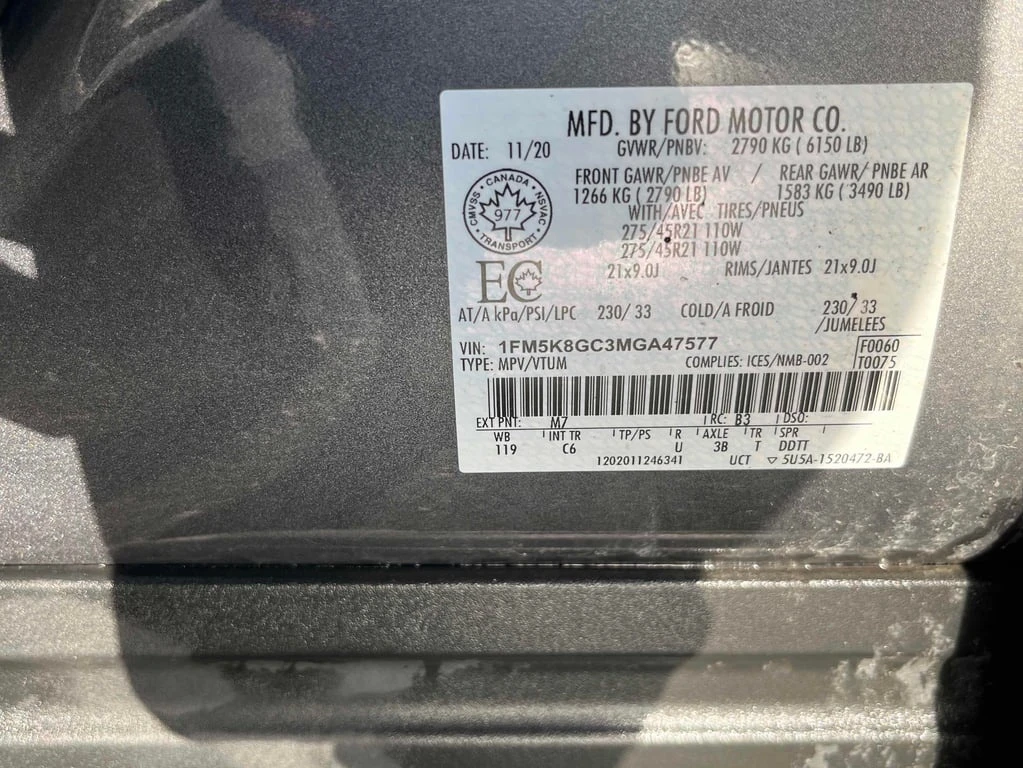 MFD. BY FORD MOTOR CO.
DATE: 11/20 GVWR/PNBV: 2790 KG ( 6150 LB)
FRONT GAWR/PNBE AV / REAR GAWR/ PNBE AR
1266 KG ( 2790 LB) 1583 KG ( 3490 LB)
WITH/AVEC TIRES/PNEUS
275/45R21 110W
275/45R21 110W
21x9.0J RIMS/JANTES 21x9.0J
CMVSS • CANADA • NSVAC • TRANSPORT •
977
EC
AT/A kPa/PSI/LPC 230/ 33 COLD/A FROID 230/ 33
/JUMELEES
VIN: 1FM5K8GC3MGA47577 F0060
TYPE: MPV/VTUM COMPLIES: ICES/NMB-002 T0075
EXT PNT: M7 RC: B3 DSO:
WB INT TR TP/PS R AXLE TR SPR
119 C6 U 3B T DDTT
1202011246341 UCT ▽ 5U5A-1520472-BA